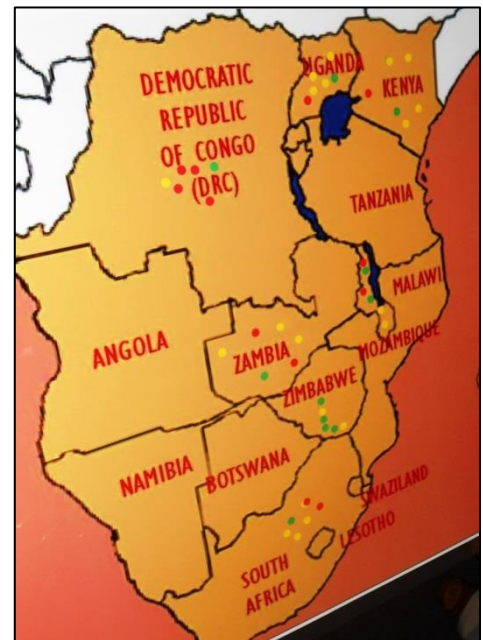 UGANDA
KENYA
DEMOCRATIC
REPUBLIC
OF CONGO
(DRC)
TANZANIA
MALAWI
ANGOLA
ZAMBIA
MOZAMBIQUE
ZIMBABWE
NAMIBIA
BOTSWANA
SWAZILAND
LESOTHO
SOUTH
AFRICA